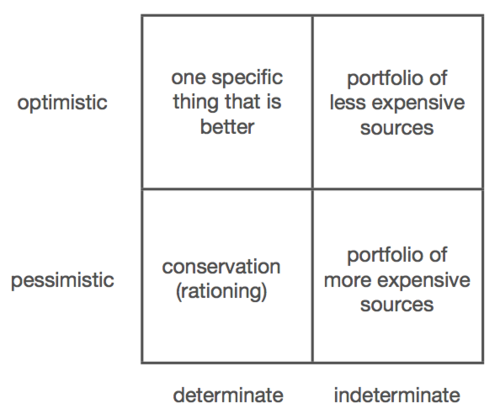 optimistic
one specific
thing that is
better
portfolio of
less expensive
sources
pessimistic
conservation
(rationing)
portfolio of
more expensive
sources
determinate
indeterminate